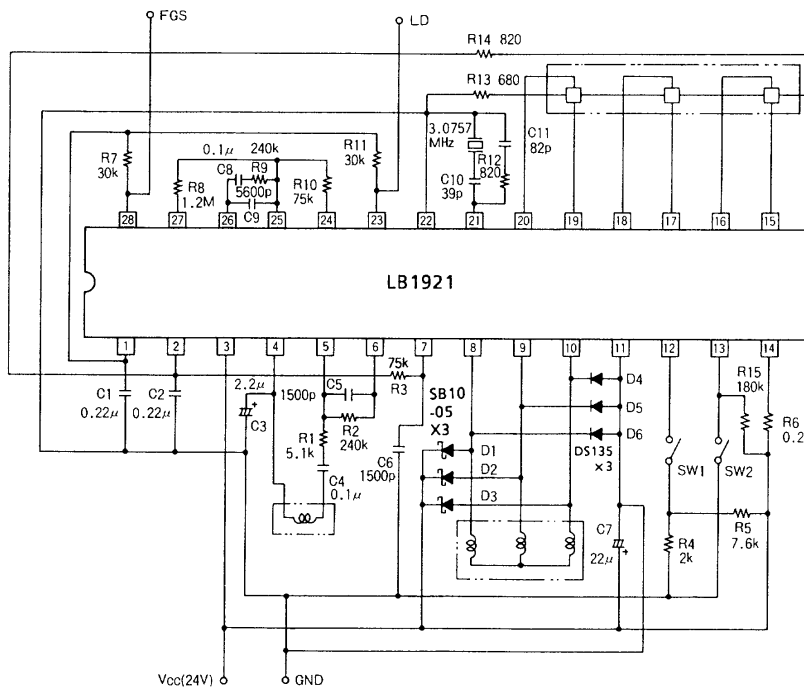 FGS
LD
R14 820
R13 680
3.0757
MHz
C11
82p
R12
820
C10
39p
R7
30k
0.1μ
240k
C8
R9
5600p
C9
R8
1.2M
R10
75k
R11
30k
28
27
26
25
24
23
22
21
20
19
18
17
16
15
LB1921
1
2
3
4
5
6
7
8
9
10
11
12
13
14
C1
0.22μ
C2
0.22μ
2.2μ
C3
+
1500p
C5
R1
5.1k
R2
240k
C4
0.1μ
75k
R3
C6
1500p
SB10
-05
X3
D1
D2
D3
D4
D5
D6
DS135
×3
C7
22μ
+
SW1
SW2
R15
180k
R6
0.2
R4
2k
R5
7.6k
Vcc(24V)
GND